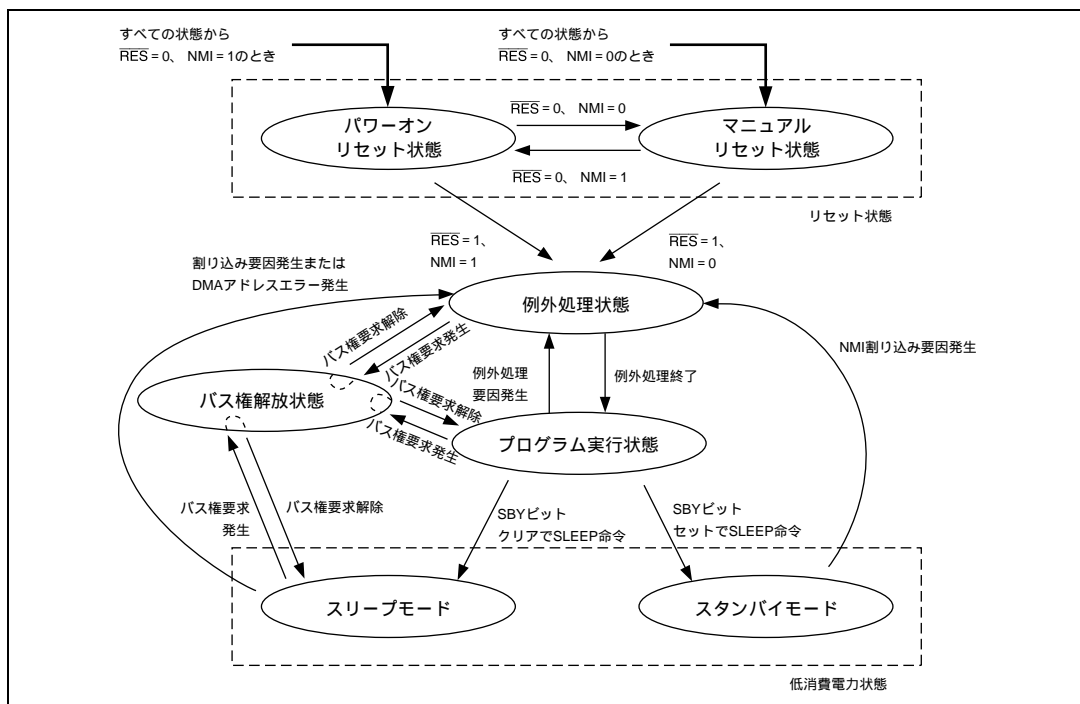 すべての状態から
RES = 0、 NMI = 1のとき
すべての状態から
RES = 0、 NMI = 0のとき
パワーオン
リセット状態
RES = 0、 NMI = 0
マニュアル
リセット状態
RES = 0、 NMI = 1
リセット状態
RES = 1、
NMI = 1
RES = 1、
NMI = 0
割り込み要因発生または
DMAアドレスエラー発生
例外処理状態
バス権要求解除
バス権要求発生
NMI割り込み要因発生
例外処理
要因発生
例外処理終了
バス権解放状態
バス権要求解除
バス権要求発生
プログラム実行状態
バス権要求
発生
バス権要求解除
SBYビット
クリアでSLEEP命令
SBYビット
セットでSLEEP命令
スリープモード
スタンバイモード
低消費電力状態